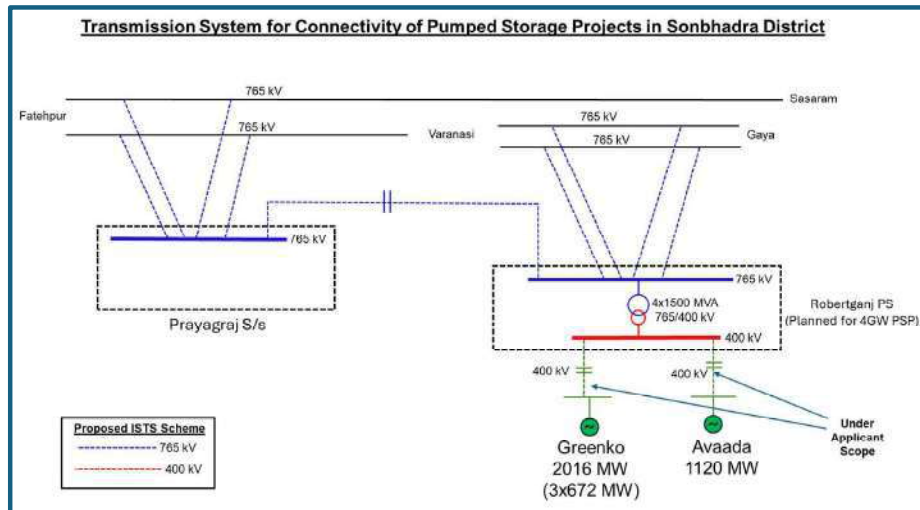 Transmission System for Connectivity of Pumped Storage Projects in Sonbhadra District
765 kV
Sasaram
Fatehpur
765 kV
Varanasi
765 kV
Gaya
765 kV
765 kV
Prayagraj S/s
765 kV
4x1500 MVA
765/400 kV
Robertganj PS
(Planned for 4GW PSP)
400 kV
400 kV
400 kV
Under
Applicant
Scope
Greenko
2016 MW
(3x672 MW)
Avaada
1120 MW
Proposed ISTS Scheme
765 kV
400 kV